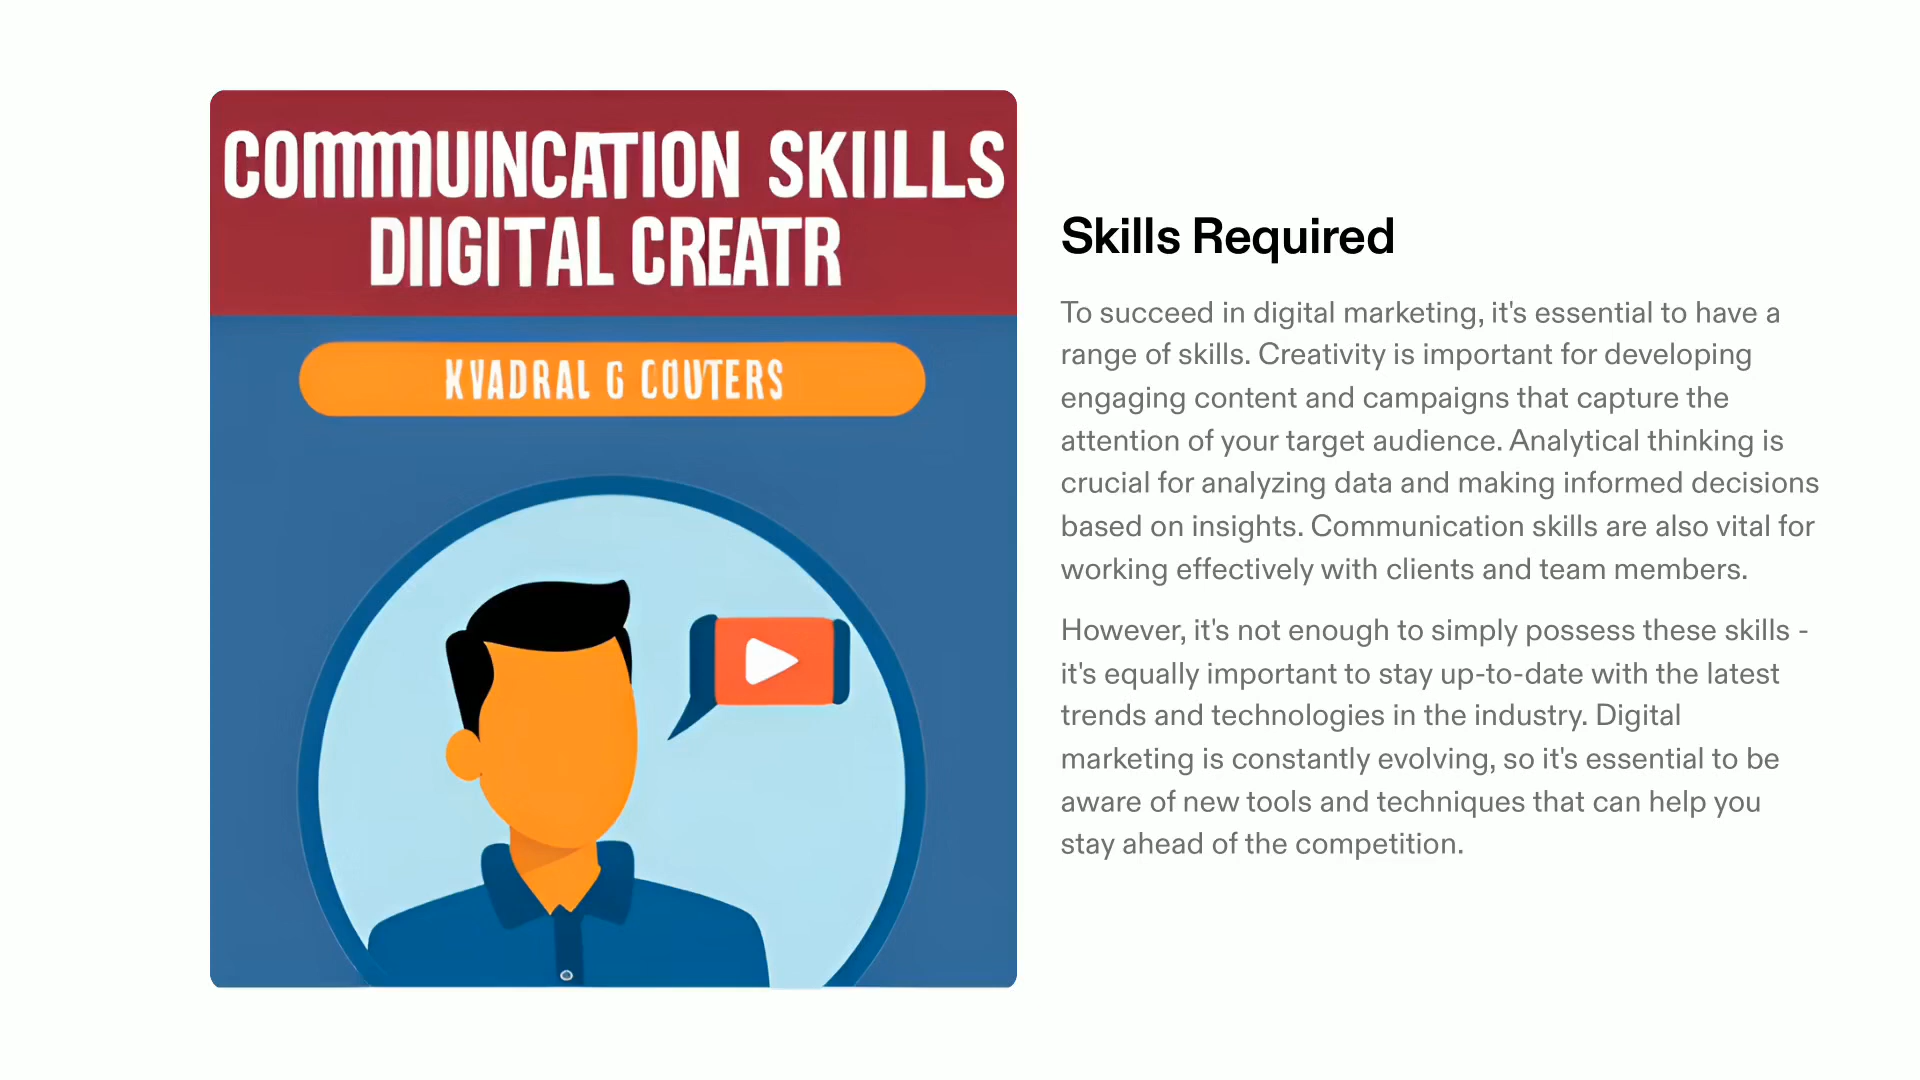 COmmmUINCATION SKIILLS
DIIGITAL CREATR
KVADRAL G COUTERS
Skills Required
To succeed in digital marketing, it's essential to have a
range of skills. Creativity is important for developing
engaging content and campaigns that capture the
attention of your target audience. Analytical thinking is
crucial for analyzing data and making informed decisions
based on insights. Communication skills are also vital for
working effectively with clients and team members.
However, it's not enough to simply possess these skills -
it's equally important to stay up-to-date with the latest
trends and technologies in the industry. Digital
marketing is constantly evolving, so it's essential to be
aware of new tools and techniques that can help you
stay ahead of the competition.